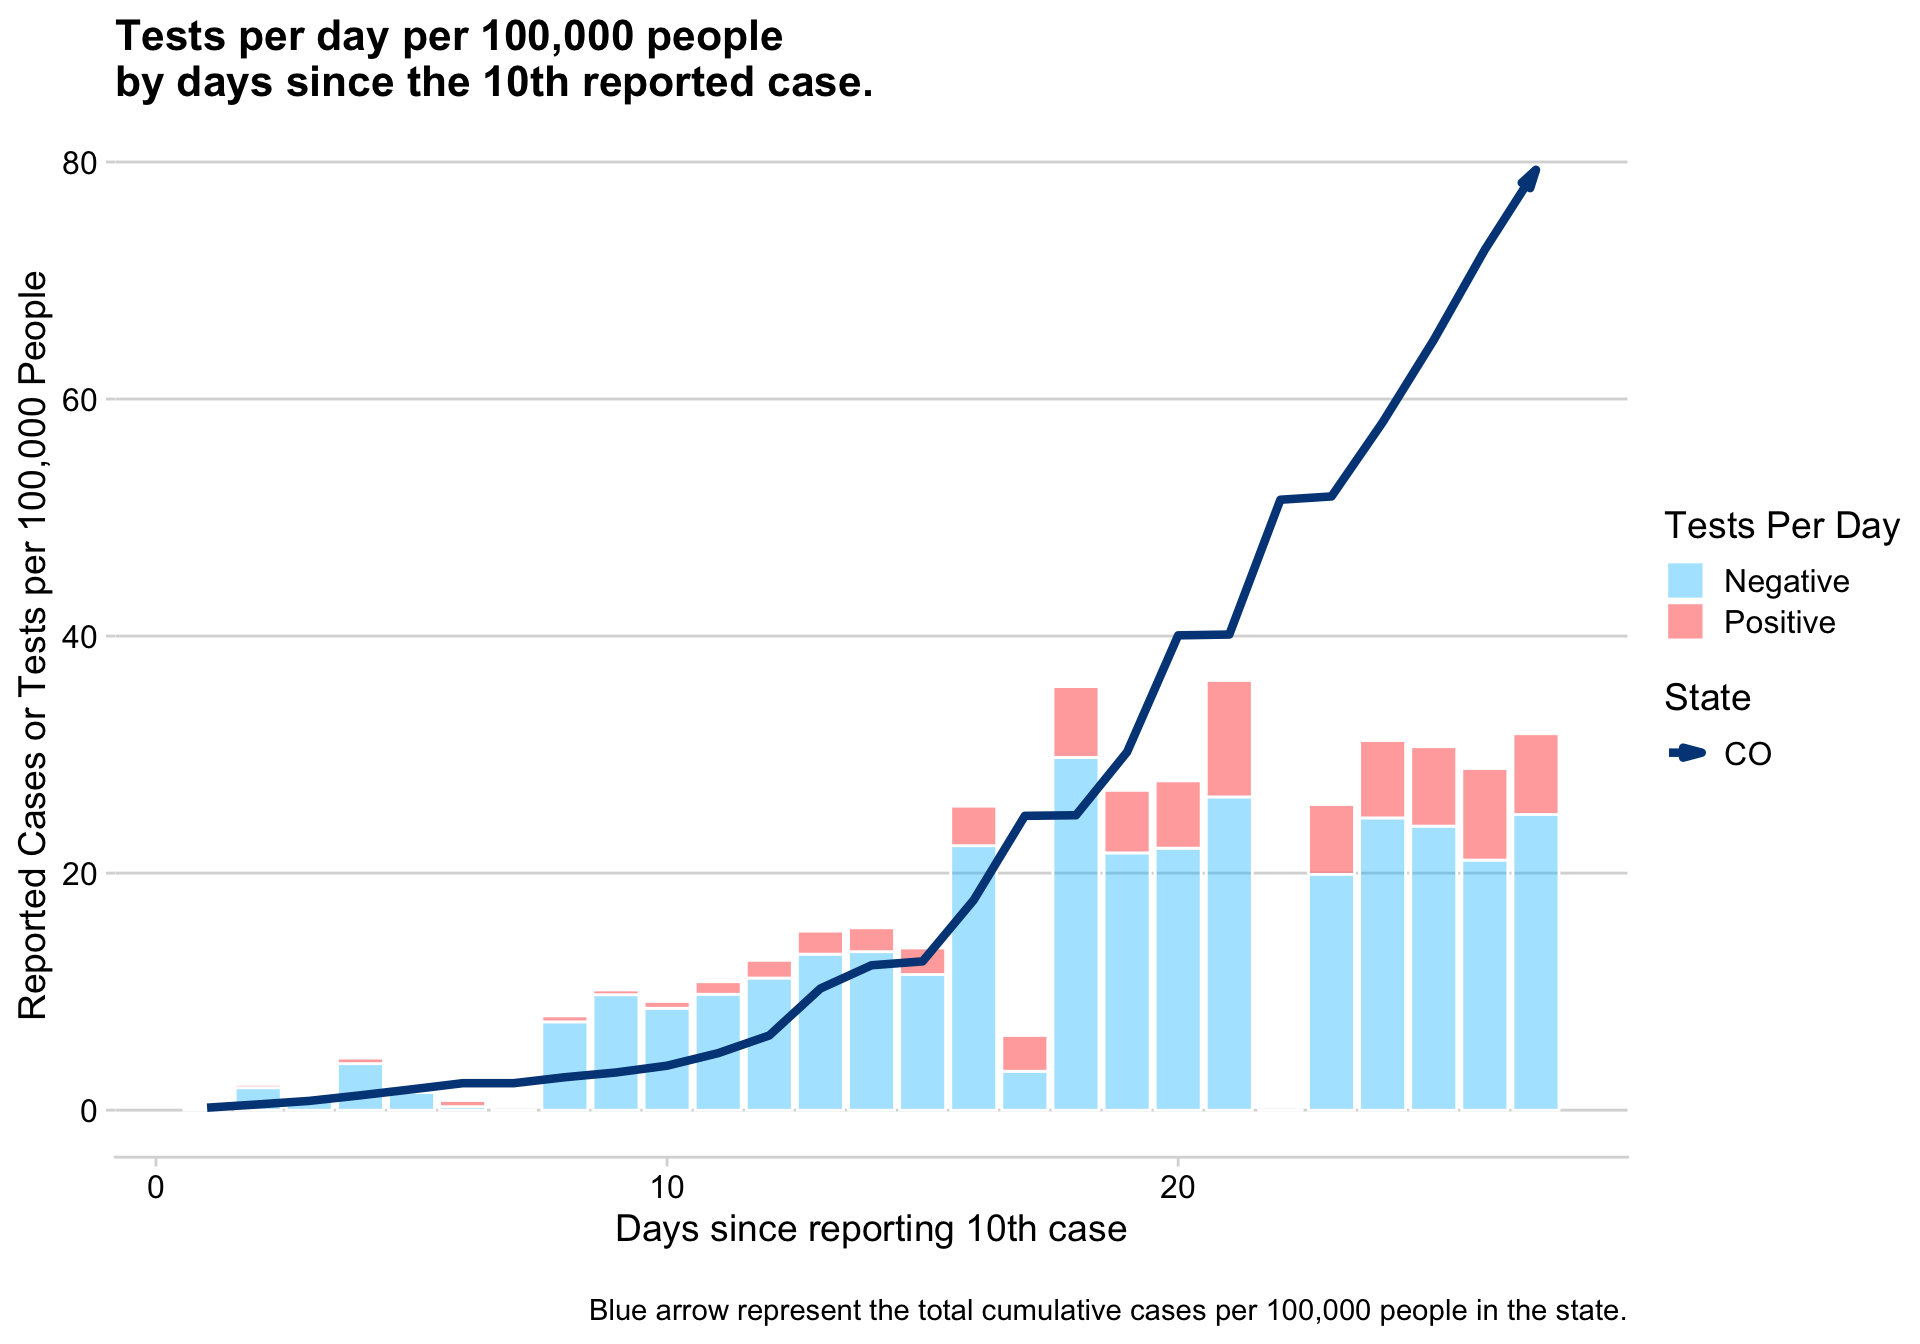 Tests per day per 100,000 people
by days since the 10th reported case.
Reported Cases or Tests per 100,000 People
80
60
40
20
0
0
10
20
Days since reporting 10th case
Tests Per Day
Negative
Positive
State
CO
Blue arrow represent the total cumulative cases per 100,000 people in the state.